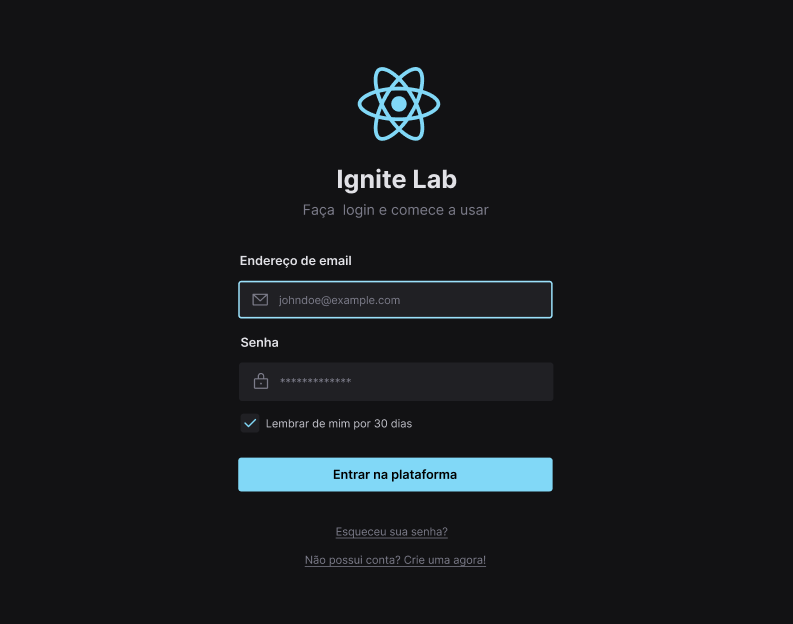 Ignite Lab
Faça login e comece a usar
Endereço de email
johndoe@example.com
Senha
*************
Lembrar de mim por 30 dias
Entrar na plataforma
Esqueceu sua senha?
Não possui conta? Crie uma agora!